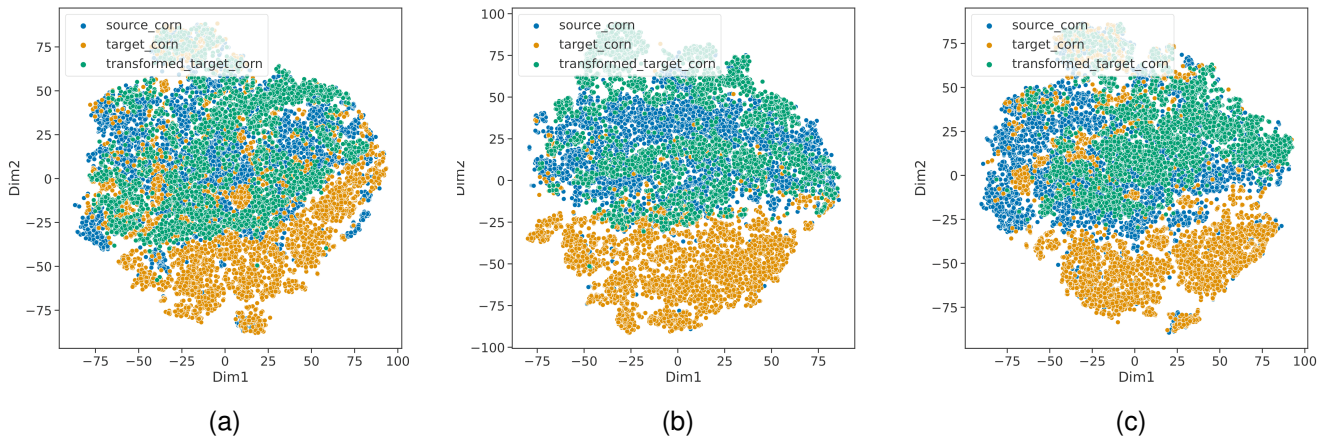 source_corn
target_corn
transformed_target_corn
75
50
25
0
−25
−50
−75
Dim2
−75 −50 −25 0 25 50 75 100
Dim1
(a)
source_corn
target_corn
transformed_target_corn
100
75
50
25
0
−25
−50
−75
−100
Dim2
−75 −50 −25 0 25 50 75
Dim1
(b)
source_corn
target_corn
transformed_target_corn
75
50
25
0
−25
−50
−75
Dim2
−75 −50 −25 0 25 50 75 100
Dim1
(c)